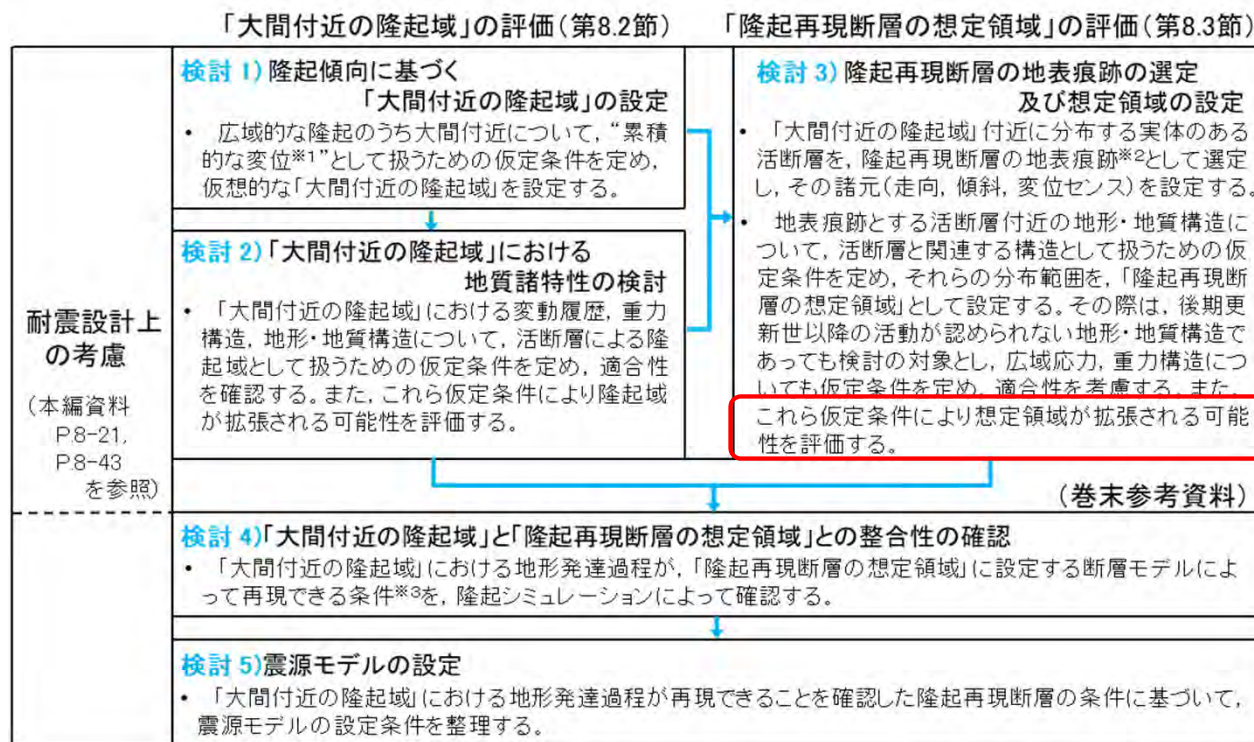 「大間付近の隆起域」の評価(第8.2節)
「隆起再現断層の想定領域」の評価(第8.3節)
耐震設計上
の考慮
(本編資料
P.8-21,
P.8-43
を参照)
検討 1) 隆起傾向に基づく
「大間付近の隆起域」の設定
• 広域的な隆起のうち大間付近について,“累積
的な変位※1”として扱うための仮定条件を定め,
仮想的な「大間付近の隆起域」を設定する。
検討 2)「大間付近の隆起域」における
地質諸特性の検討
• 「大間付近の隆起域」における変動履歴, 重力
構造, 地形・地質構造について, 活断層による隆
起域として扱うための仮定条件を定め, 適合性
を確認する。また, これら仮定条件により隆起域
が拡張される可能性を評価する。
検討 3) 隆起再現断層の地表痕跡の選定
及び想定領域の設定
• 「大間付近の隆起域」付近に分布する実体のある
活断層を, 隆起再現断層の地表痕跡※2として選定
し, その諸元(走向, 傾斜, 変位センス)を設定する。
• 地表痕跡とする活断層付近の地形・地質構造に
ついて, 活断層と関連する構造として扱うための仮
定条件を定め, それらの分布範囲を,「隆起再現断
層の想定領域」として設定する。その際は, 後期更
新世以降の活動が認められない地形・地質構造で
あっても検討の対象とし, 広域応力, 重力構造につ
いても仮定条件を定め, 適合性を考慮する。また,
これら仮定条件により想定領域が拡張される可能
性を評価する。
(巻末参考資料)
検討 4)「大間付近の隆起域」と「隆起再現断層の想定領域」との整合性の確認
• 「大間付近の隆起域」における地形発達過程が,「隆起再現断層の想定領域」に設定する断層モデルによ
って再現できる条件※3を, 隆起シミュレーションによって確認する。
検討 5)震源モデルの設定
• 「大間付近の隆起域」における地形発達過程が再現できることを確認した隆起再現断層の条件に基づいて,
震源モデルの設定条件を整理する。